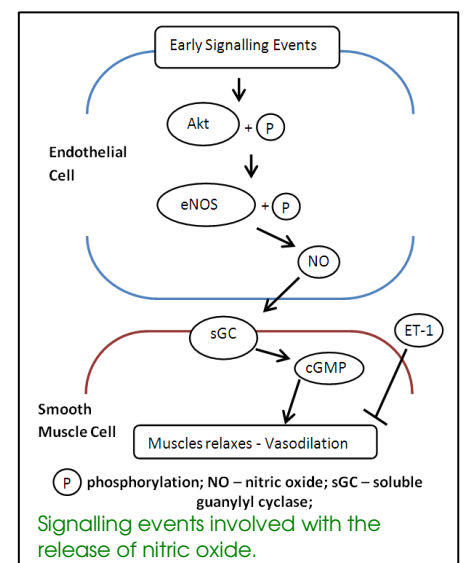 Early Signalling Events
Akt + P
Endothelial
Cell
eNOS + P
NO
sGC
ET-1
cGMP
Smooth
Muscle Cell
Muscles relaxes - Vasodilation
P phosphorylation; NO – nitric oxide; sGC – soluble
guanylyl cyclase;
Signalling events involved with the
release of nitric oxide.